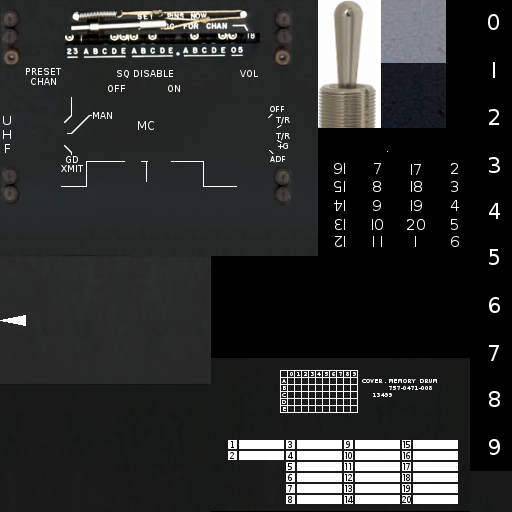 SET PINS NOW
FOR CHAN 18
23 A B C D E A B C D E . A B C D E 05
PRESET CHAN
SQ DISABLE
OFF ON
VOL
UHF
MAN
MC
OFF
T/R
T/R
+G
ADF
GD
XMIT
16 7 17 2
15 8 18 3
14 9 19 4
13 10 20 5
12 11 1 6
0
1
2
3
4
5
6
7
8
9
0 1 2 3 4 5 6 7 8 9
A
B
C
D
E
COVER. MEMORY DRUM
757-0471-008
13499
1 3 9 15
2 4 10 16
5 11 17
6 12 18
7 13 19
8 14 20